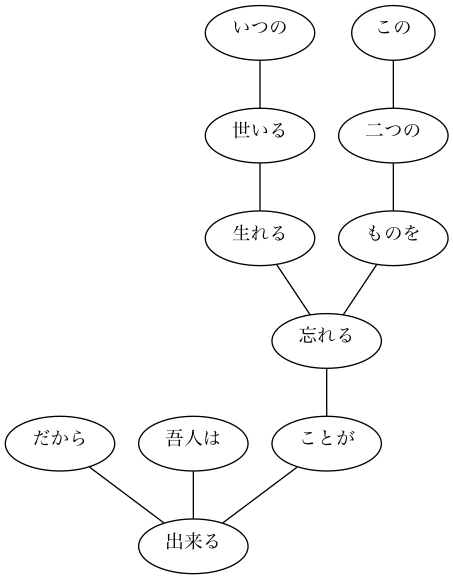 いつの
この
世いる
二つの
生れる
ものを
忘れる
だから
吾人は
ことが
出来る